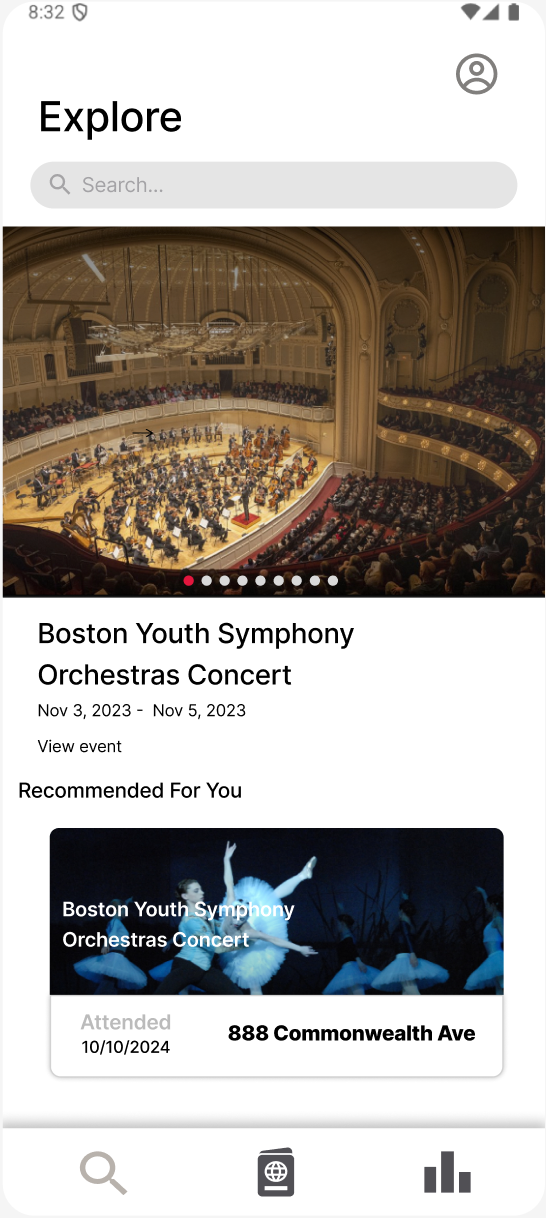 8:32
Explore
Search...
Boston Youth Symphony
Orchestras Concert
Nov 3, 2023 - Nov 5, 2023
View event
Recommended For You
Boston Youth Symphony
Orchestras Concert
Attended
10/10/2024
888 Commonwealth Ave